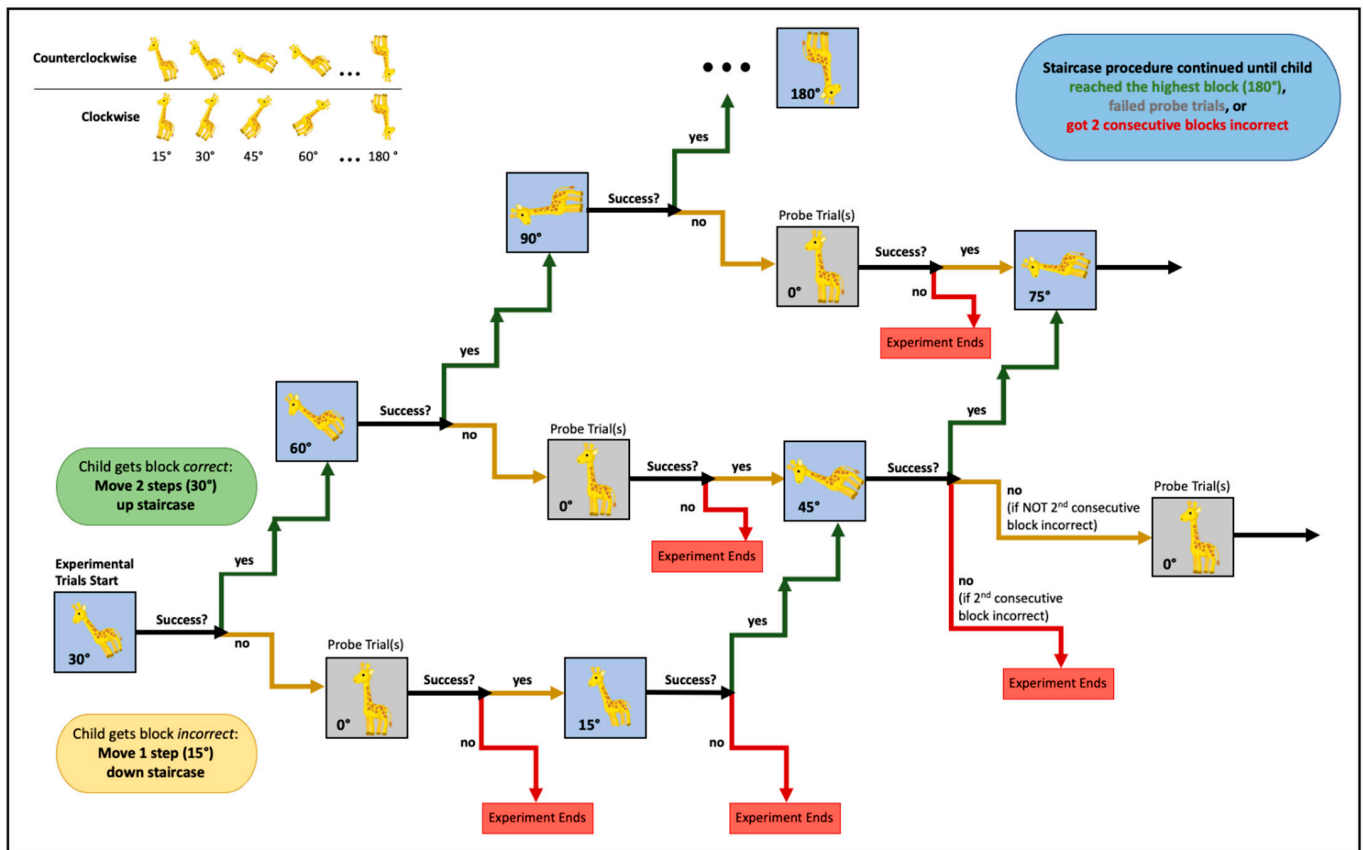 Counterclockwise
...
Clockwise
15° 30° 45° 60° ... 180 °
...
180°
Staircase procedure continued until child
reached the highest block (180°),
failed probe trials, or
got 2 consecutive blocks incorrect
yes
90°
Success?
no
Probe Trial(s)
0°
Success?
yes
no
Experiment Ends
75°
yes
60°
Success?
no
Probe Trial(s)
0°
Success?
yes
no
Experiment Ends
45°
Success?
yes
no
(if NOT 2nd consecutive
block incorrect)
Probe Trial(s)
0°
no
(if 2nd consecutive
block incorrect)
Experiment Ends
Child gets block correct:
Move 2 steps (30°)
up staircase
Experimental
Trials Start
30°
Success?
yes
no
Probe Trial(s)
0°
Success?
yes
no
Experiment Ends
15°
Success?
yes
no
Experiment Ends
Child gets block incorrect:
Move 1 step (15°)
down staircase